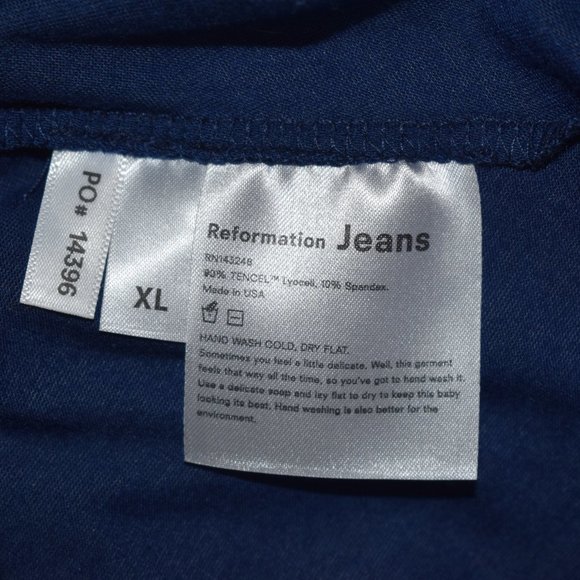 PO# 14396
XL
Reformation Jeans
RN143248
90% TENCEL™ Lyocell, 10% Spandex.
Made in USA
HAND WASH COLD, DRY FLAT.
Sometimes you feel a little delicate. Well, this garment
feels that way all the time, so you've got to hand wash it.
Use a delicate soap and lay flat to dry to keep this baby
looking its best. Hand washing is also better for the
environment.